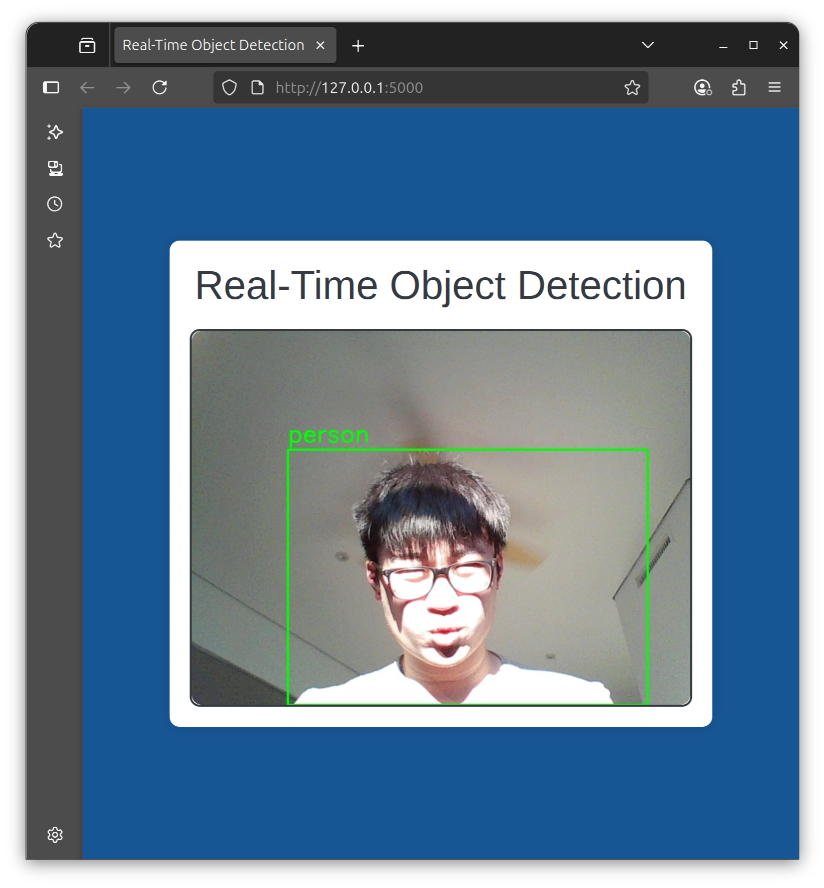 Real-Time Object Detection
http://127.0.0.1:5000
Real-Time Object Detection
person